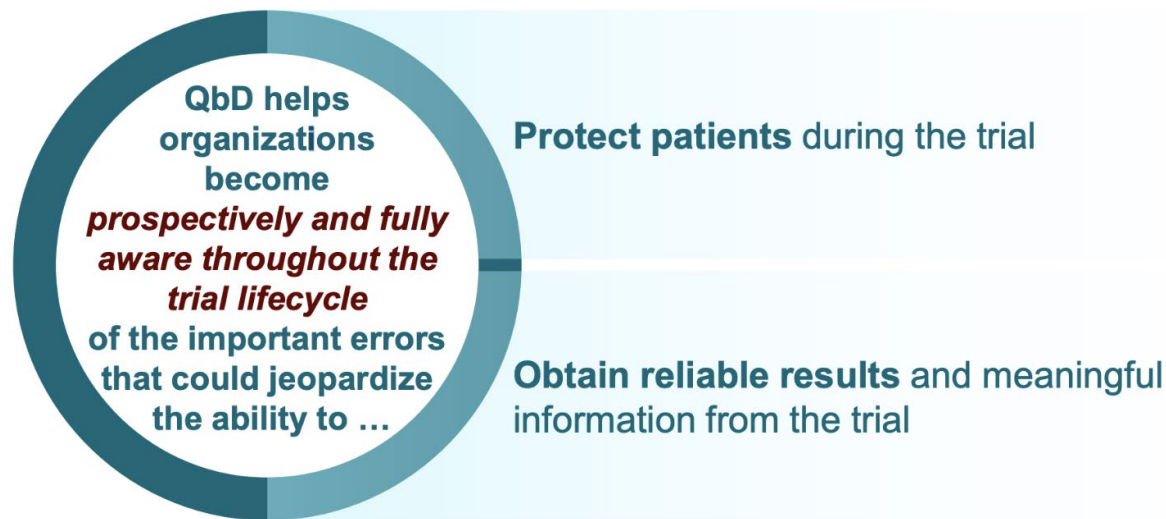 QbD helps
organizations
become
prospectively and fully
aware throughout the
trial lifecycle
of the important errors
that could jeopardize
the ability to …
Protect patients during the trial
Obtain reliable results and meaningful
information from the trial